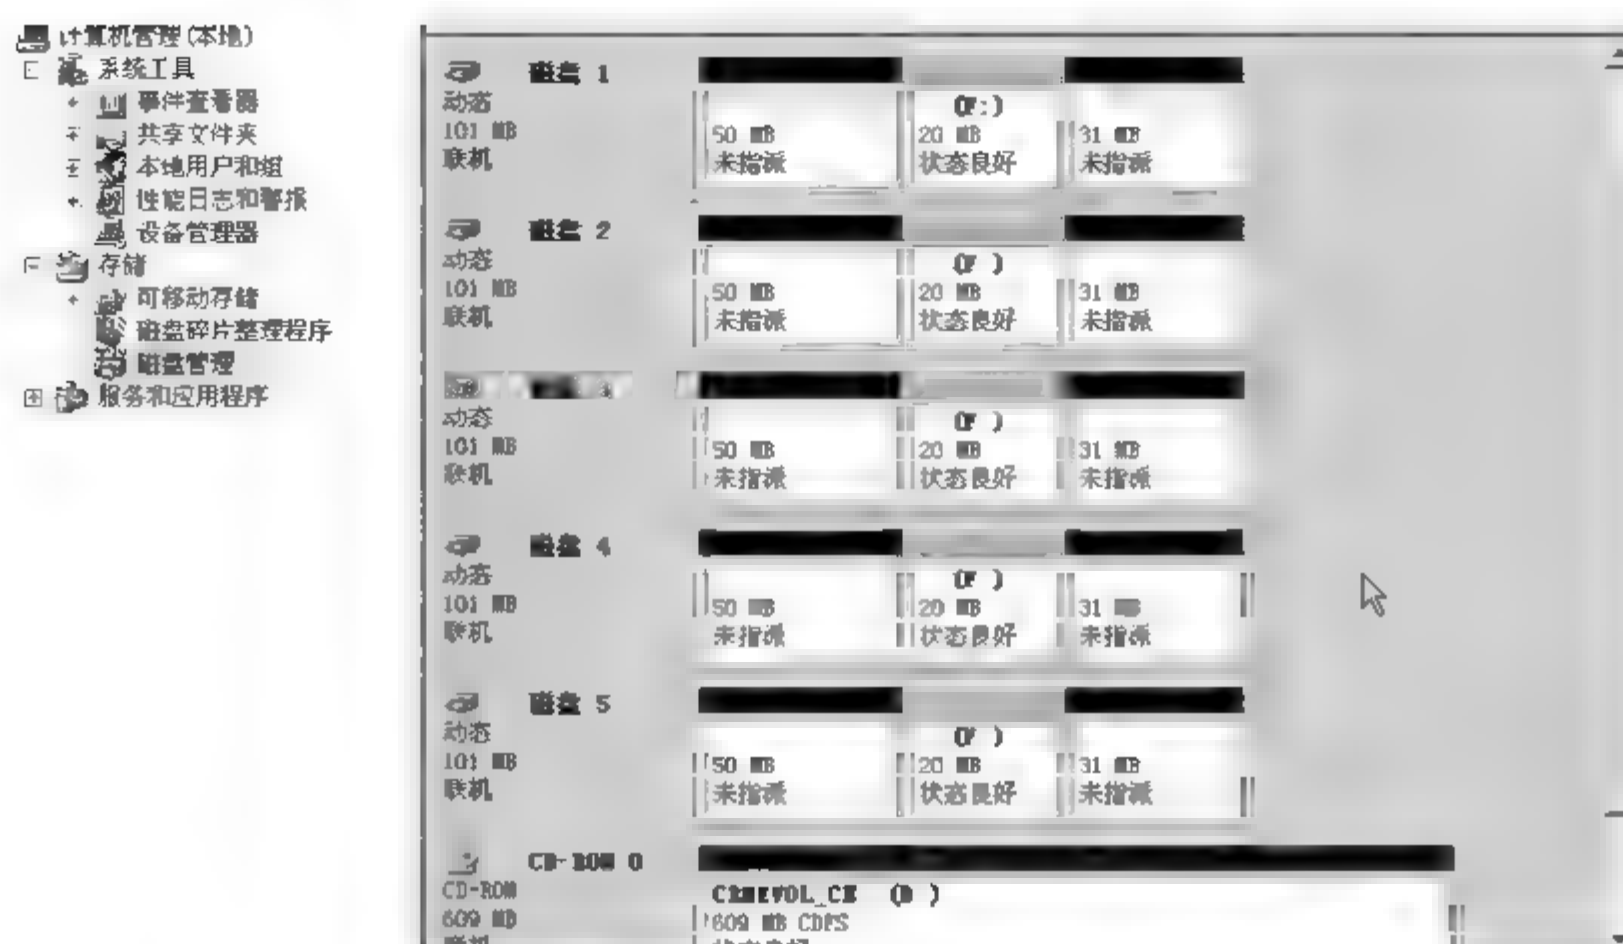 计算机管理(本地)
系统工具
事件查看器
共享文件夹
本地用户和组
性能日志和警报
设备管理器
存储
可移动存储
磁盘碎片整理程序
磁盘管理
服务和应用程序
磁盘 1
动态
101 MB
联机
50 MB
未指派
(F:)
20 MB
状态良好
31 MB
未指派
磁盘 2
动态
101 MB
联机
50 MB
未指派
(F )
20 MB
状态良好
31 MB
未指派
动态
101 MB
联机
50 MB
未指派
(F )
20 MB
状态良好
31 MB
未指派
磁盘 4
动态
101 MB
联机
50 MB
未指派
(F )
20 MB
状态良好
31 MB
未指派
磁盘 5
动态
101 MB
联机
50 MB
未指派
(F )
20 MB
状态良好
31 MB
未指派
CD-ROM 0
CD-ROM
609 MB
(D )
609 MB CDFS